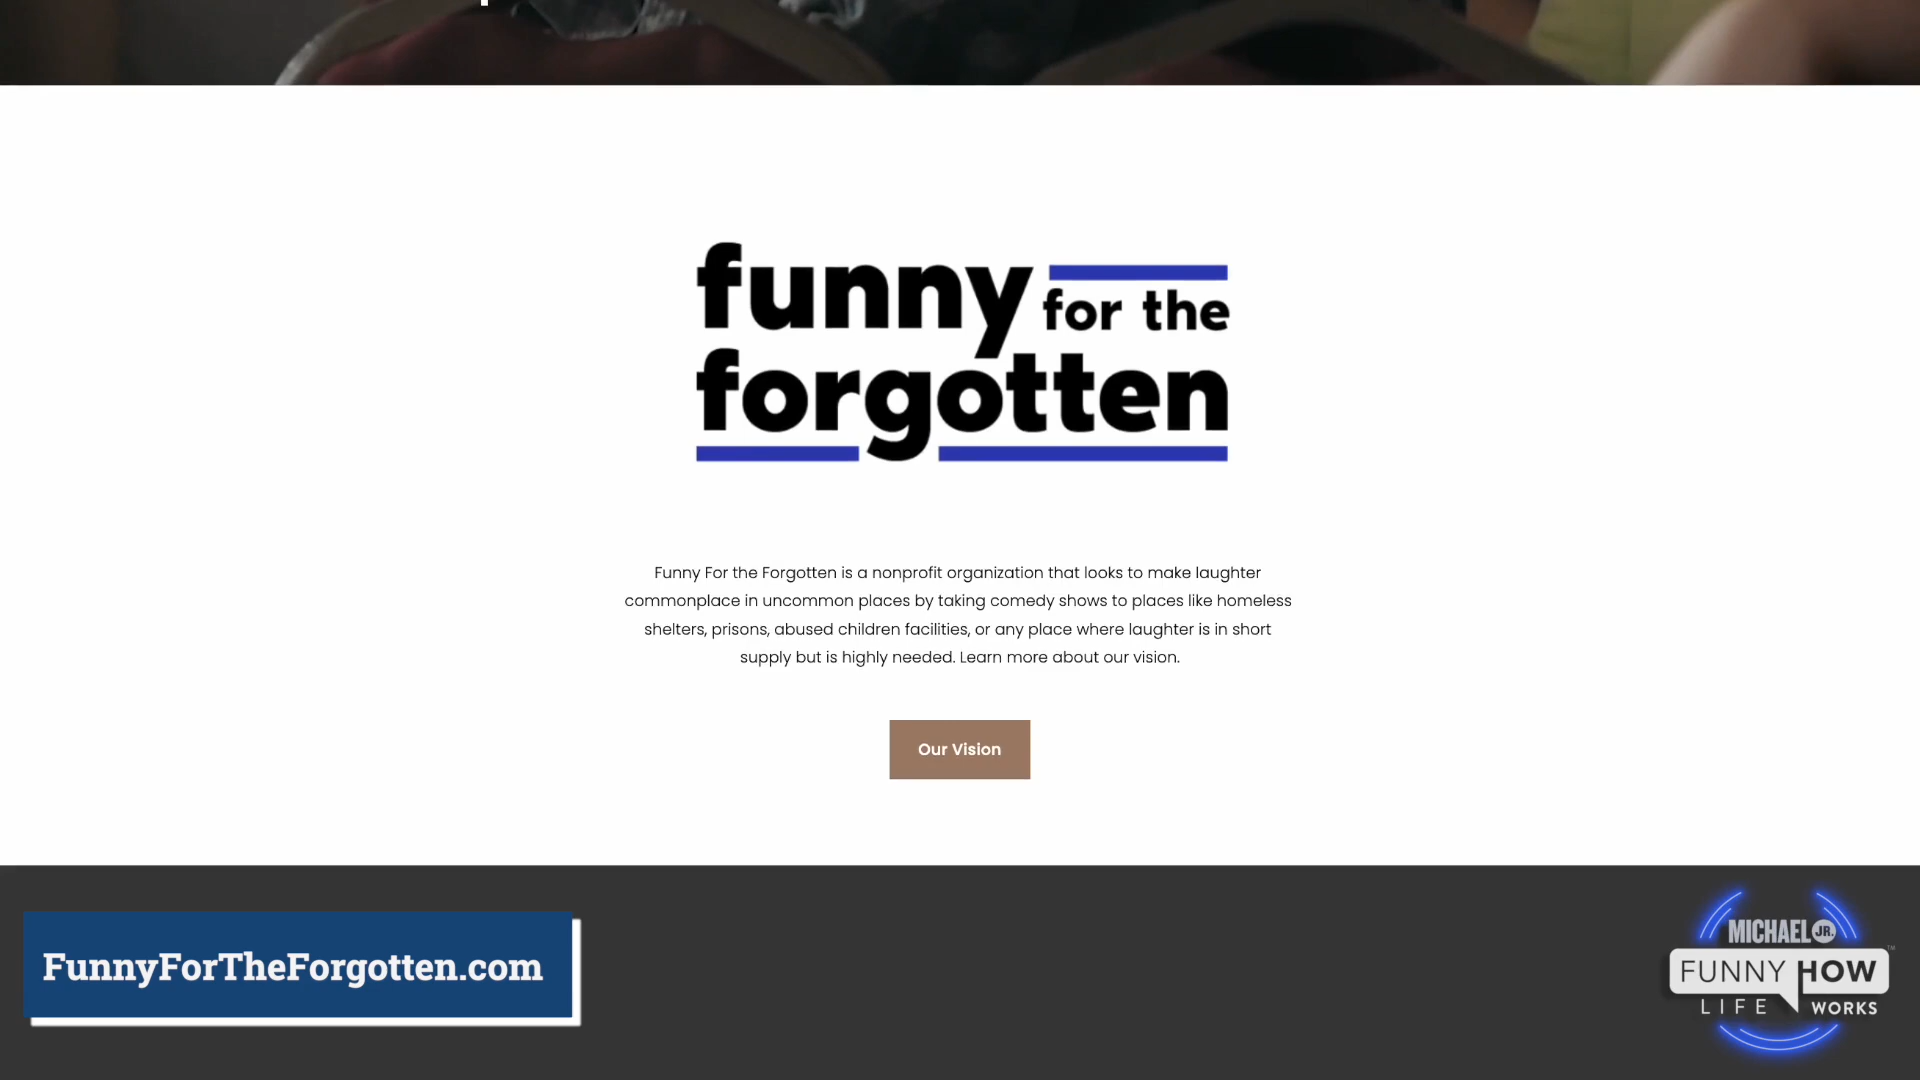 funny for the
forgotten
Funny For the Forgotten is a nonprofit organization that looks to make laughter
commonplace in uncommon places by taking comedy shows to places like homeless
shelters, prisons, abused children facilities, or any place where laughter is in short
supply but is highly needed. Learn more about our vision.
Our Vision
FunnyForTheForgotten.com
MICHAEL JR.
FUNNY HOW ™
LIFE WORKS